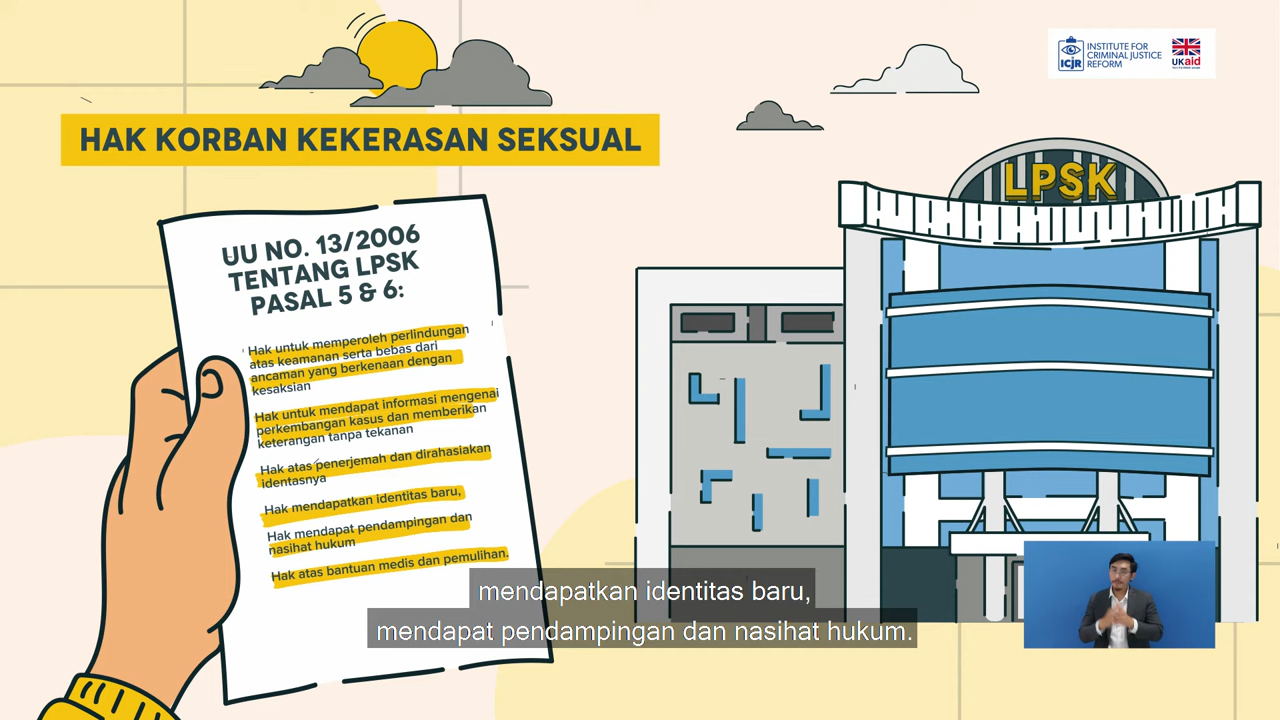 INSTITUTE FOR
CRIMINAL JUSTICE
REFORM
ICJR
UKaid
HAK KORBAN KEKERASAN SEKSUAL
LPSK
UU NO. 13/2006
TENTANG LPSK
PASAL 5 & 6:
Hak untuk memperoleh perlindungan
atas keamanan serta bebas dari
ancaman yang berkenaan dengan
kesaksian
Hak untuk mendapat informasi mengenai
perkembangan kasus dan memberikan
keterangan tanpa tekanan
Hak atas penerjemah dan dirahasiakan
identasnya
Hak mendapatkan identitas baru,
Hak mendapat pendampingan dan
nasihat hukum
Hak atas bantuan medis dan pemulihan.
mendapatkan identitas baru,
mendapat pendampingan dan nasihat hukum.